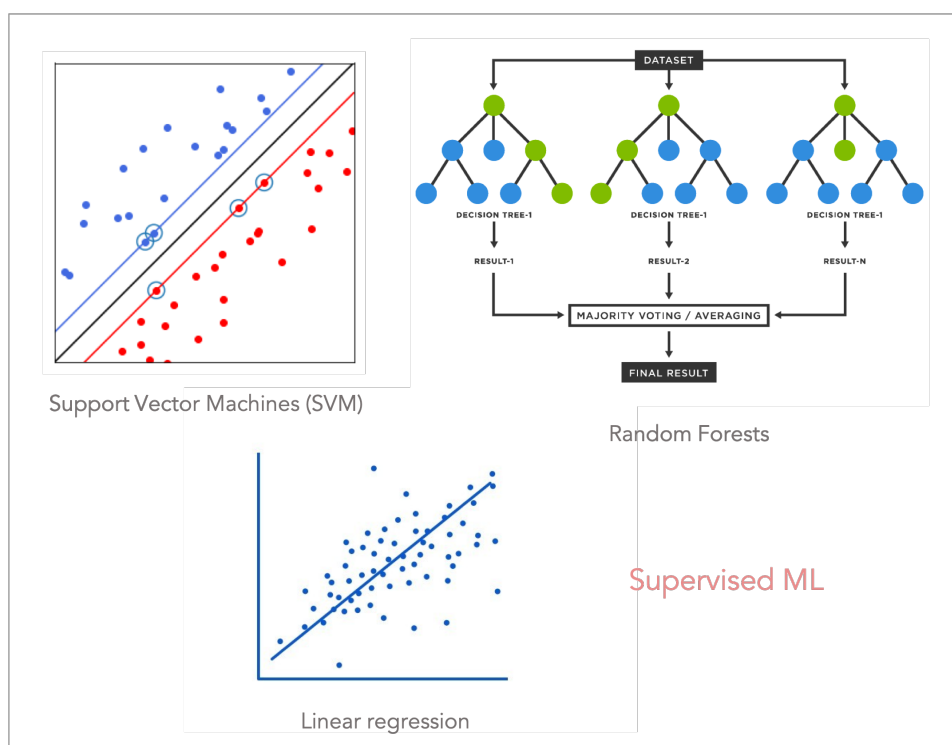 DATASET
DECISION TREE-1
DECISION TREE-1
DECISION TREE-1
RESULT-1
RESULT-2
RESULT-N
MAJORITY VOTING / AVERAGING
FINAL RESULT
Support Vector Machines (SVM)
Random Forests
Supervised ML
Linear regression